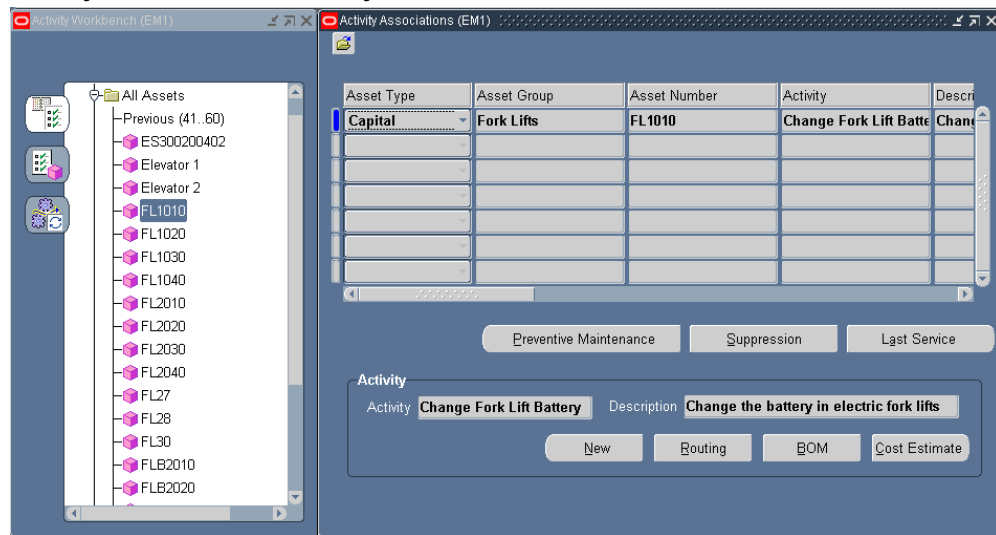 Activity Workbench (EM1)
Activity Associations (EM1)
All Assets
Previous (41..60)
ES300200402
Elevator 1
Elevator 2
FL1010
FL1020
FL1030
FL1040
FL2010
FL2020
FL2030
FL2040
FL27
FL28
FL30
FLB2010
FLB2020
Asset Type Asset Group Asset Number Activity Descri
Capital Fork Lifts FL1010 Change Fork Lift Batte Chang
Preventive Maintenance Suppression Last Service
Activity
Activity Change Fork Lift Battery Description Change the battery in electric fork lifts
New Routing BOM Cost Estimate